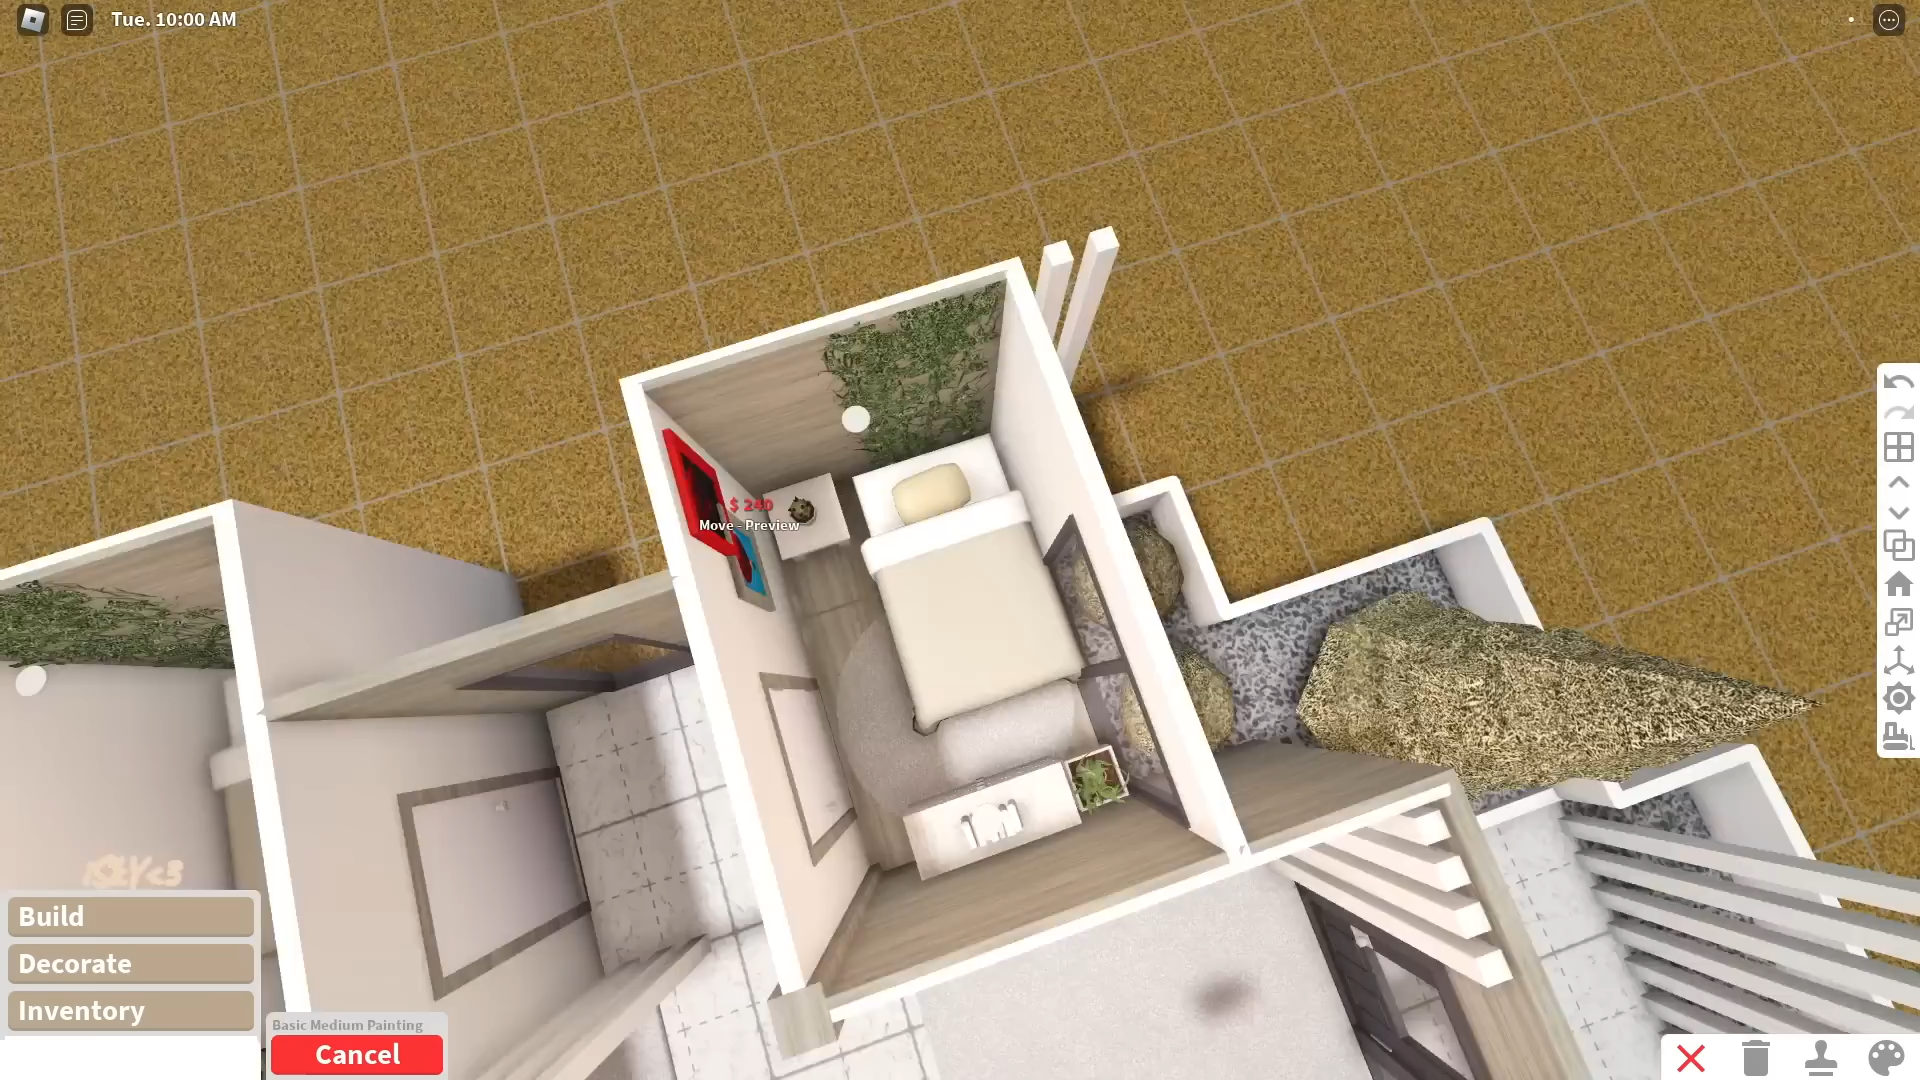 Tue. 10:00 AM
$ 240
Move - Preview
Build
Decorate
Inventory
Basic Medium Painting
Cancel